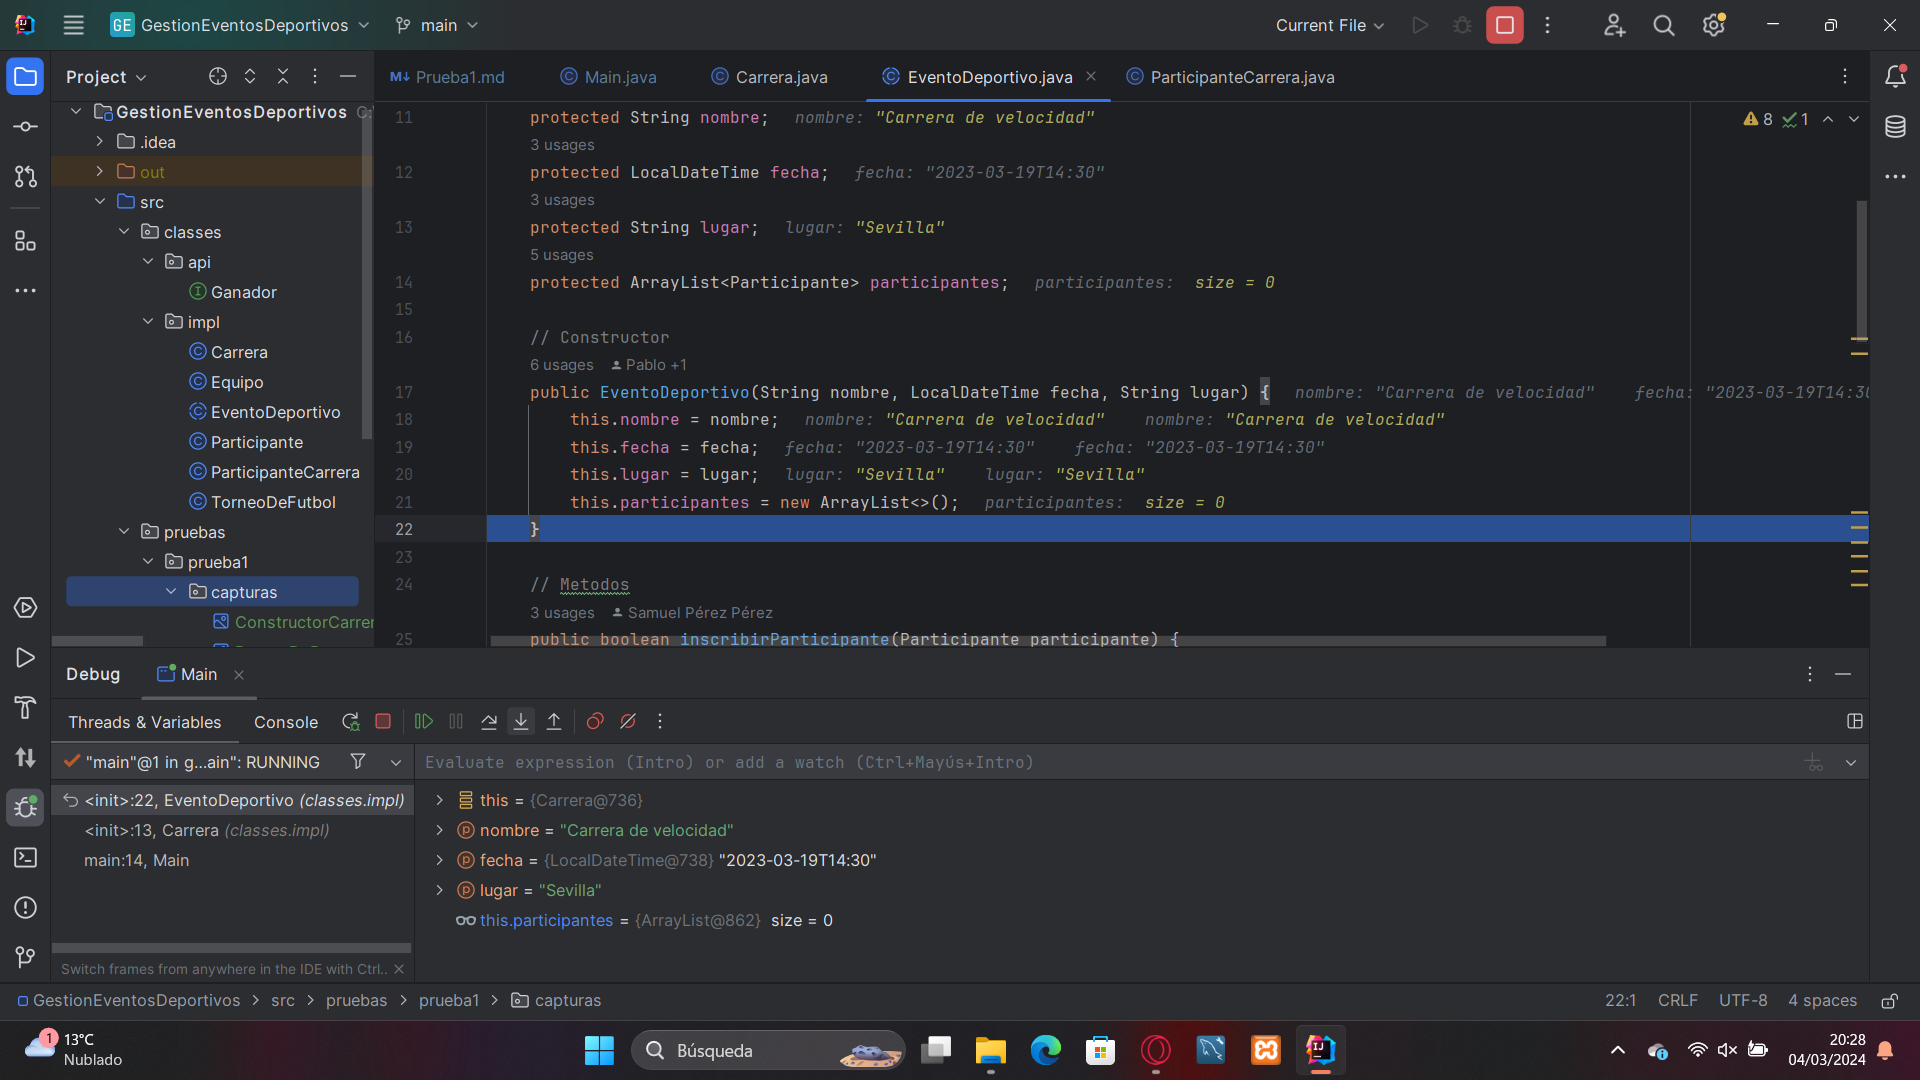 GE GestionEventosDeportivos main Current File
Project
Prueba1.md Main.java Carrera.java EventoDeportivo.java ParticipanteCarrera.java
GestionEventosDeportivos
.idea
out
src
classes
api
Ganador
impl
Carrera
Equipo
EventoDeportivo
Participante
ParticipanteCarrera
TorneoDeFutbol
pruebas
prueba1
capturas
ConstructorCarrer
8 1
11 protected String nombre; nombre: "Carrera de velocidad"
3 usages
12 protected LocalDateTime fecha; fecha: "2023-03-19T14:30"
3 usages
13 protected String lugar; lugar: "Sevilla"
5 usages
14 protected ArrayList<Participante> participantes; participantes: size = 0
15
16 // Constructor
6 usages Pablo +1
17 public EventoDeportivo(String nombre, LocalDateTime fecha, String lugar) { nombre: "Carrera de velocidad" fecha: "2023-03-19T14:30
18 this.nombre = nombre; nombre: "Carrera de velocidad" nombre: "Carrera de velocidad"
19 this.fecha = fecha; fecha: "2023-03-19T14:30" fecha: "2023-03-19T14:30"
20 this.lugar = lugar; lugar: "Sevilla" lugar: "Sevilla"
21 this.participantes = new ArrayList<>(); participantes: size = 0
22 }
23
24 // Metodos
3 usages Samuel Pérez Pérez
25 public boolean inscribirParticipante(Participante participante) {
Debug Main
Threads & Variables Console
"main"@1 in g...ain": RUNNING
Evaluate expression (Intro) or add a watch (Ctrl+Mayús+Intro)
<init>:22, EventoDeportivo (classes.impl)
<init>:13, Carrera (classes.impl)
main:14, Main
this = {Carrera@736}
nombre = "Carrera de velocidad"
fecha = {LocalDateTime@738} "2023-03-19T14:30"
lugar = "Sevilla"
this.participantes = {ArrayList@862} size = 0
Switch frames from anywhere in the IDE with Ctrl..
GestionEventosDeportivos > src > pruebas > prueba1 > capturas
22:1 CRLF UTF-8 4 spaces
1
13°C
Nublado
Búsqueda
20:28
04/03/2024